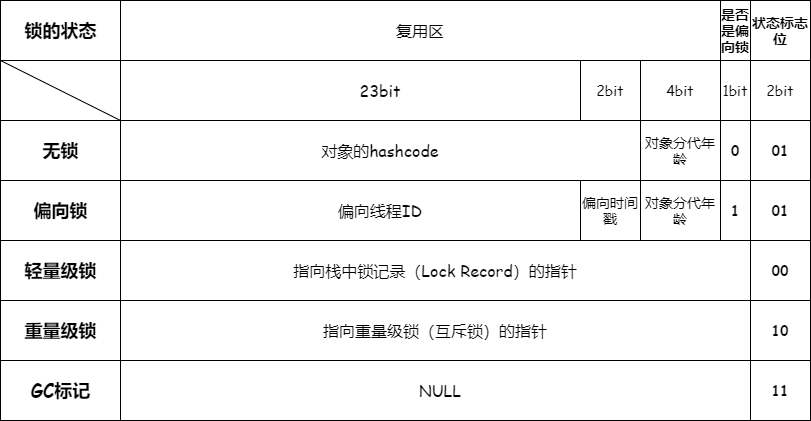 锁的状态
复用区
是否
是偏
向锁
状态标志
位
23bit
2bit
4bit
1bit
2bit
无锁
对象的hashcode
对象分代年
龄
0
01
偏向锁
偏向线程ID
偏向时间
戳
对象分代年
龄
1
01
轻量级锁
指向栈中锁记录（Lock Record）的指针
00
重量级锁
指向重量级锁（互斥锁）的指针
10
GC标记
NULL
11